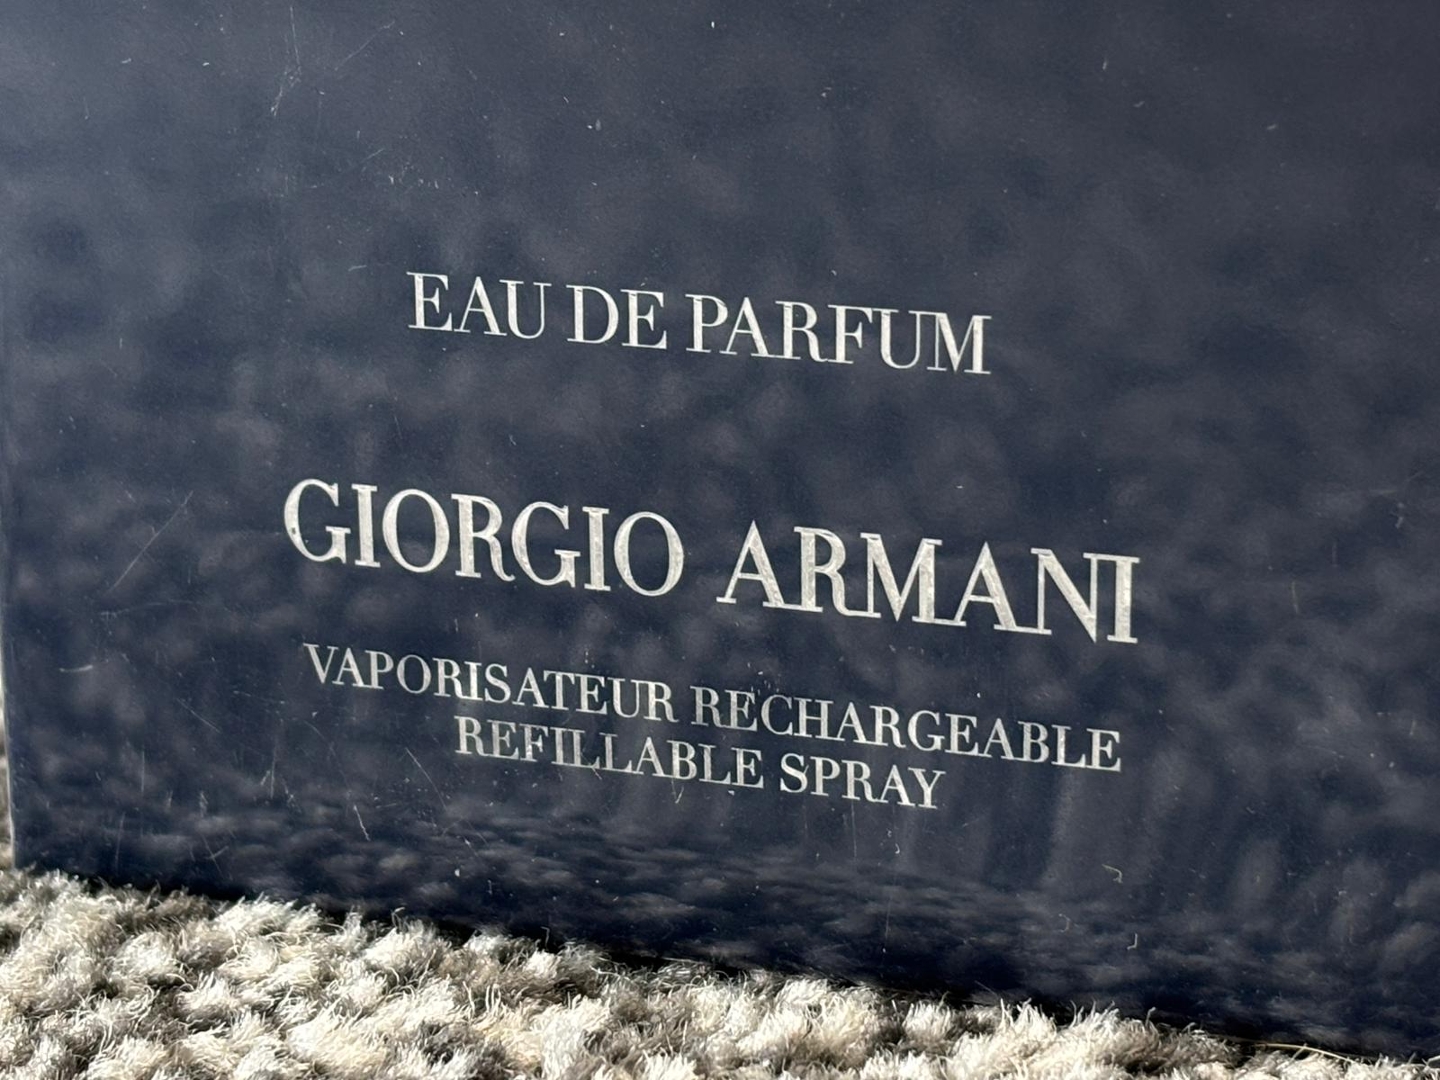 EAU DE PARFUM
GIORGIO ARMANI
VAPORISATEUR RECHARGEABLE
REFILLABLE SPRAY